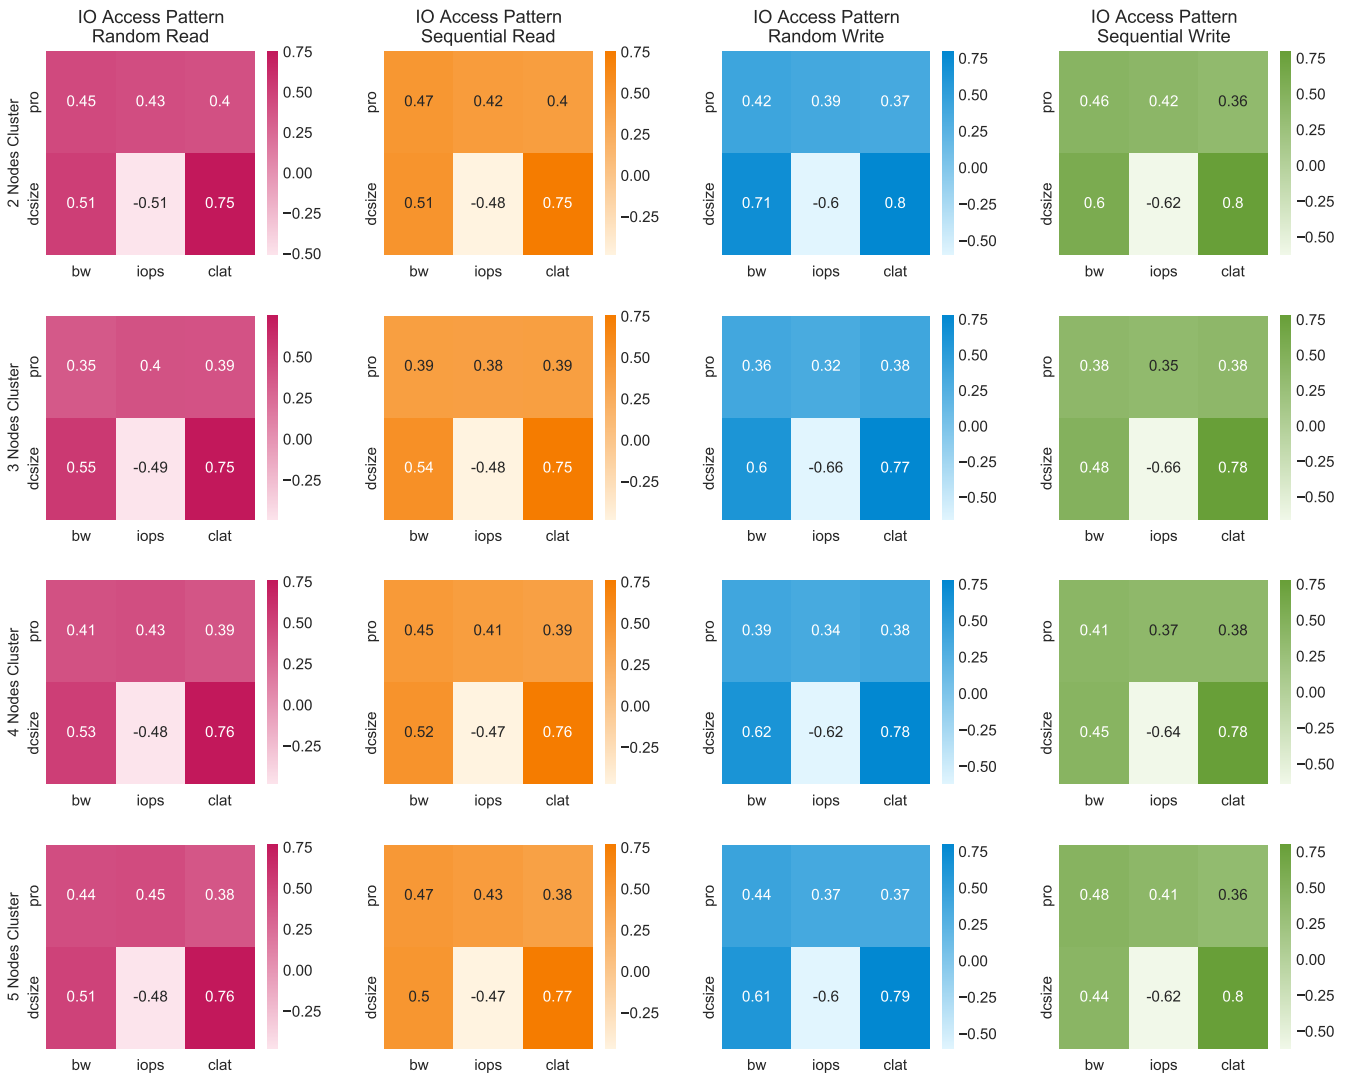 IO Access Pattern
Random Read
IO Access Pattern
Sequential Read
IO Access Pattern
Random Write
IO Access Pattern
Sequential Write
2 Nodes Cluster
pro
dcsize
0.45 0.43 0.4
0.51 -0.51 0.75
bw iops clat
0.75
0.50
0.25
0.00
−0.25
−0.50
pro
dcsize
0.47 0.42 0.4
0.51 -0.48 0.75
bw iops clat
0.75
0.50
0.25
0.00
−0.25
pro
dcsize
0.42 0.39 0.37
0.71 -0.6 0.8
bw iops clat
0.75
0.50
0.25
0.00
−0.25
−0.50
pro
dcsize
0.46 0.42 0.36
0.6 -0.62 0.8
bw iops clat
0.75
0.50
0.25
0.00
−0.25
−0.50
3 Nodes Cluster
pro
dcsize
0.35 0.4 0.39
0.55 -0.49 0.75
bw iops clat
0.50
0.25
0.00
−0.25
pro
dcsize
0.39 0.38 0.39
0.54 -0.48 0.75
bw iops clat
0.75
0.50
0.25
0.00
−0.25
pro
dcsize
0.36 0.32 0.38
0.6 -0.66 0.77
bw iops clat
0.75
0.50
0.25
0.00
−0.25
−0.50
pro
dcsize
0.38 0.35 0.38
0.48 -0.66 0.78
bw iops clat
0.75
0.50
0.25
0.00
−0.25
−0.50
4 Nodes Cluster
pro
dcsize
0.41 0.43 0.39
0.53 -0.48 0.76
bw iops clat
0.75
0.50
0.25
0.00
−0.25
pro
dcsize
0.45 0.41 0.39
0.52 -0.47 0.76
bw iops clat
0.75
0.50
0.25
0.00
−0.25
pro
dcsize
0.39 0.34 0.38
0.62 -0.62 0.78
bw iops clat
0.75
0.50
0.25
0.00
−0.25
−0.50
pro
dcsize
0.41 0.37 0.38
0.45 -0.64 0.78
bw iops clat
0.75
0.50
0.25
0.00
−0.25
−0.50
5 Nodes Cluster
pro
dcsize
0.44 0.45 0.38
0.51 -0.48 0.76
bw iops clat
0.75
0.50
0.25
0.00
−0.25
pro
dcsize
0.47 0.43 0.38
0.5 -0.47 0.77
bw iops clat
0.75
0.50
0.25
0.00
−0.25
pro
dcsize
0.44 0.37 0.37
0.61 -0.6 0.79
bw iops clat
0.75
0.50
0.25
0.00
−0.25
−0.50
pro
dcsize
0.48 0.41 0.36
0.44 -0.62 0.8
bw iops clat
0.75
0.50
0.25
0.00
−0.25
−0.50